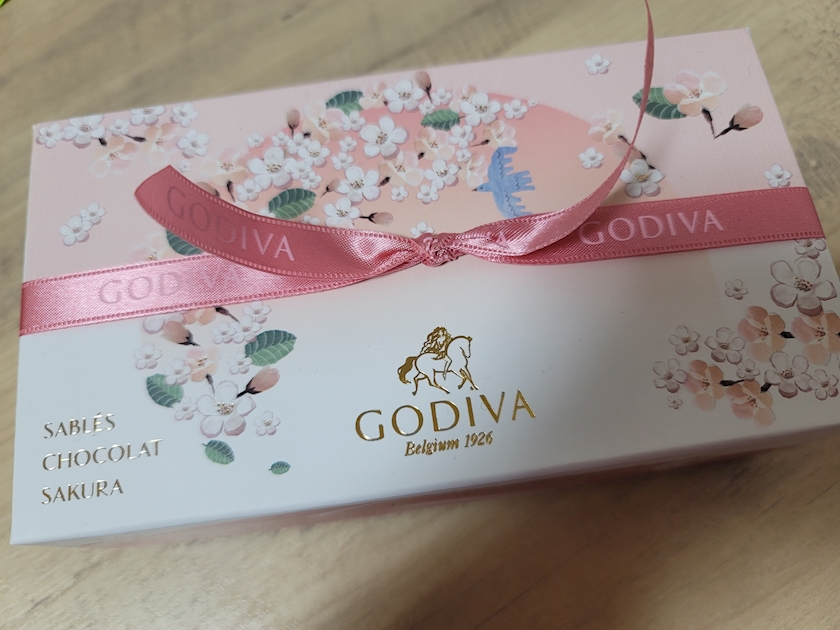 GODIVA
GODIVA
GODIVA
GODIVA
Belgium 1926
SABLÉS
CHOCOLAT
SAKURA